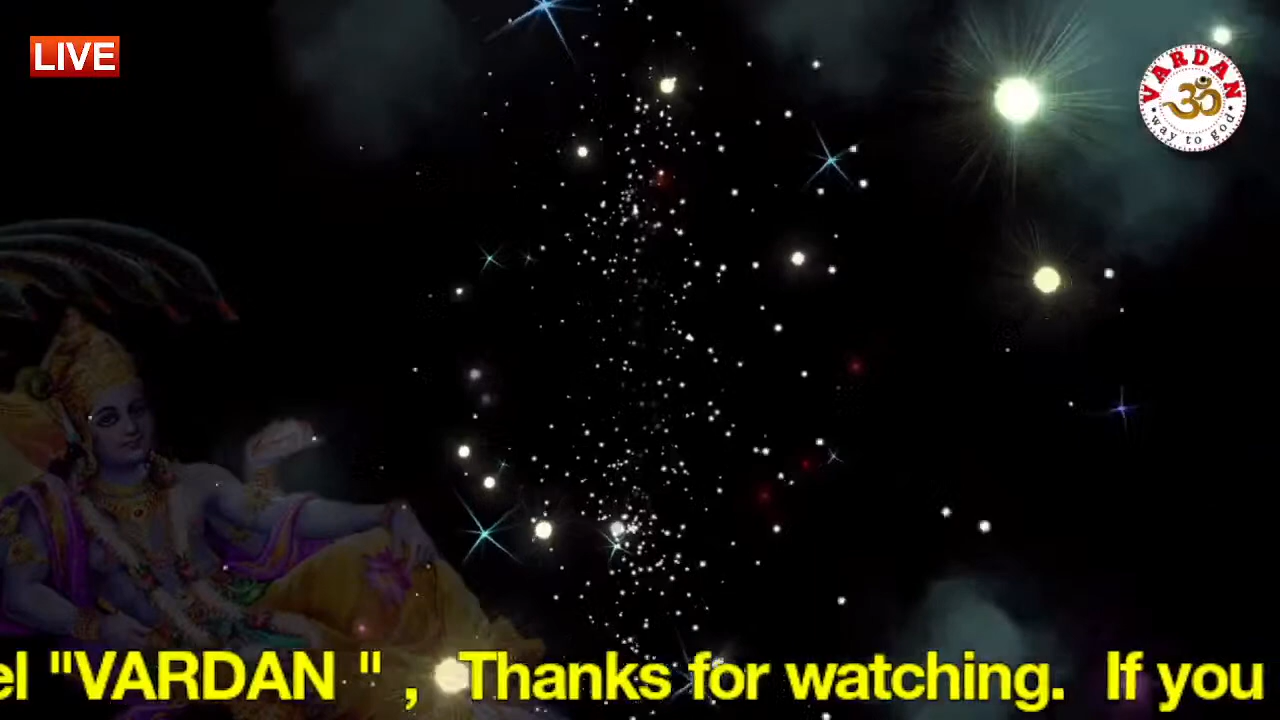 LIVE
VARDAN
ॐ
way to god
el "VARDAN " , Thanks for watching. If you